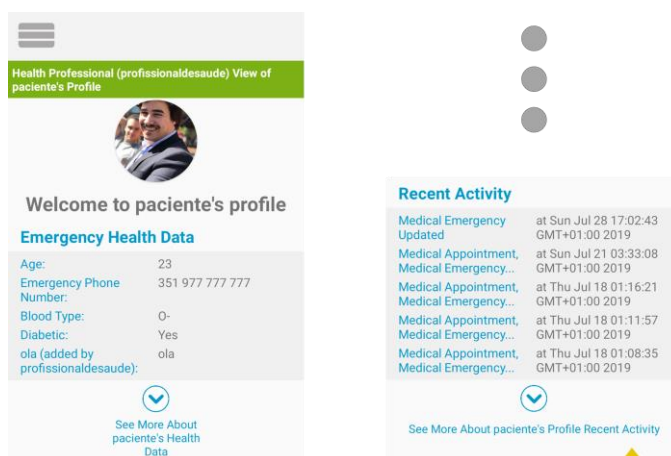 Health Professional (profissionaldesaude) View of
paciente's Profile
Welcome to paciente's profile
Emergency Health Data
Age: 23
Emergency Phone 351 977 777 777
Number:
Blood Type: O-
Diabetic: Yes
ola (added by ola
profissionaldesaude):
See More About
paciente's Health
Data
Recent Activity
Medical Emergency at Sun Jul 28 17:02:43
Updated GMT+01:00 2019
Medical Appointment, at Sun Jul 21 03:33:08
Medical Emergency... GMT+01:00 2019
Medical Appointment, at Thu Jul 18 01:16:21
Medical Emergency... GMT+01:00 2019
Medical Appointment, at Thu Jul 18 01:11:57
Medical Emergency... GMT+01:00 2019
Medical Appointment, at Thu Jul 18 01:08:35
Medical Emergency... GMT+01:00 2019
See More About paciente's Profile Recent Activity